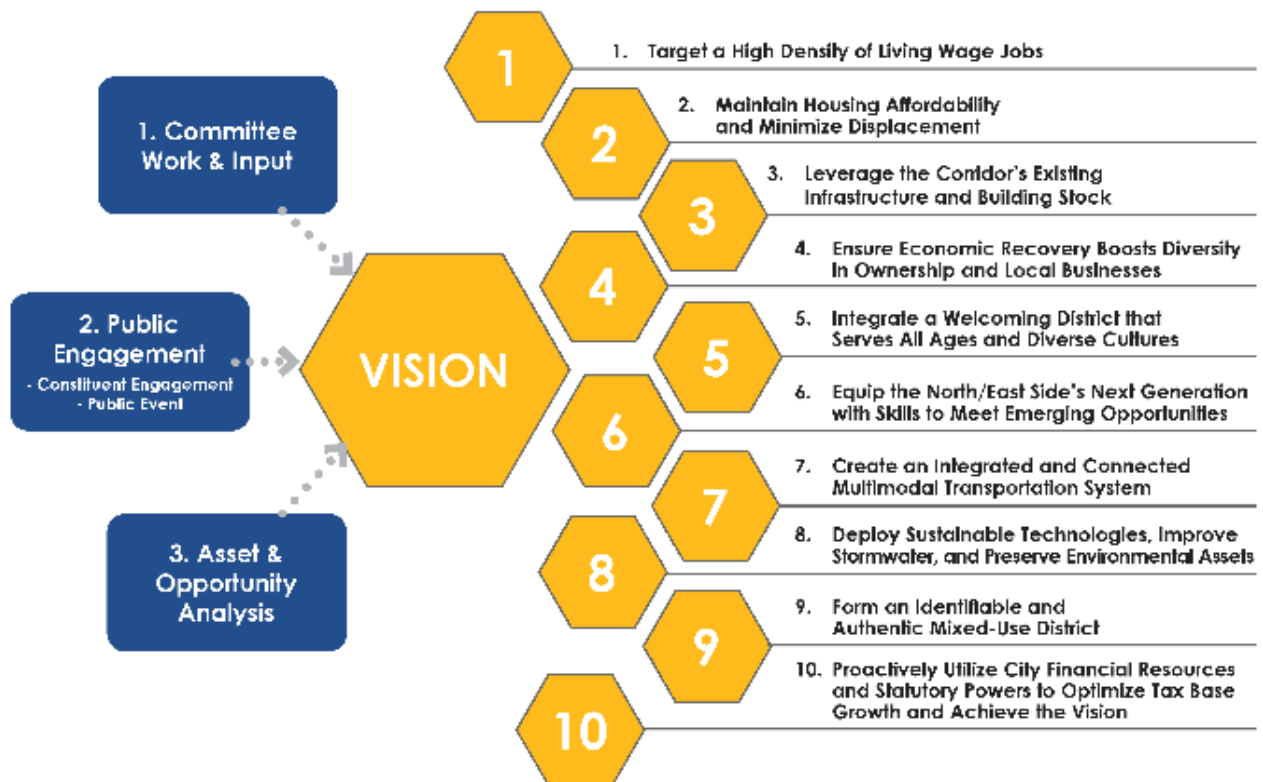 1. Committee
Work & Input
2. Public
Engagement
- Constituent Engagement
- Public Event
3. Asset &
Opportunity
Analysis
VISION
1
2
3
4
5
6
7
8
9
10
1. Target a High Density of Living Wage Jobs
2. Maintain Housing Affordability
and Minimize Displacement
3. Leverage the Corridor's Existing
Infrastructure and Building Stock
4. Ensure Economic Recovery Boosts Diversity
in Ownership and Local Businesses
5. Integrate a Welcoming District that
Serves All Ages and Diverse Cultures
6. Equip the North/East Side's Next Generation
with Skills to Meet Emerging Opportunities
7. Create an Integrated and Connected
Multimodal Transportation System
8. Deploy Sustainable Technologies, Improve
Stormwater, and Preserve Environmental Assets
9. Form an Identifiable and
Authentic Mixed-Use District
10. Proactively Utilize City Financial Resources
and Statutory Powers to Optimize Tax Base
Growth and Achieve the Vision